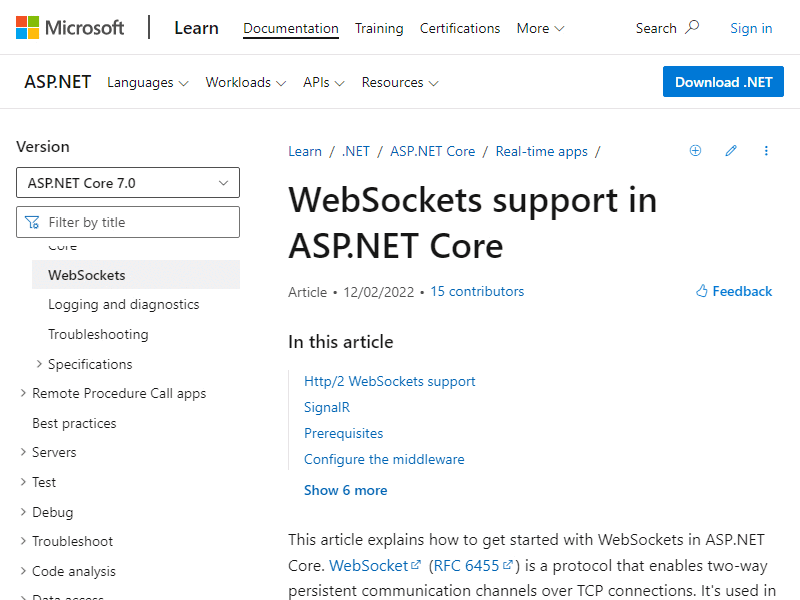 Microsoft Learn Documentation Training Certifications More Search Sign in
ASP.NET Languages Workloads APIs Resources Download .NET
Version
ASP.NET Core 7.0
Filter by title
Core
WebSockets
Logging and diagnostics
Troubleshooting
Specifications
Remote Procedure Call apps
Best practices
Servers
Test
Debug
Troubleshoot
Code analysis
Data access
Learn / .NET / ASP.NET Core / Real-time apps /
WebSockets support in
ASP.NET Core
Article • 12/02/2022 • 15 contributors
Feedback
In this article
Http/2 WebSockets support
SignalR
Prerequisites
Configure the middleware
Show 6 more
This article explains how to get started with WebSockets in ASP.NET
Core. WebSocket (RFC 6455) is a protocol that enables two-way
persistent communication channels over TCP connections. It's used in